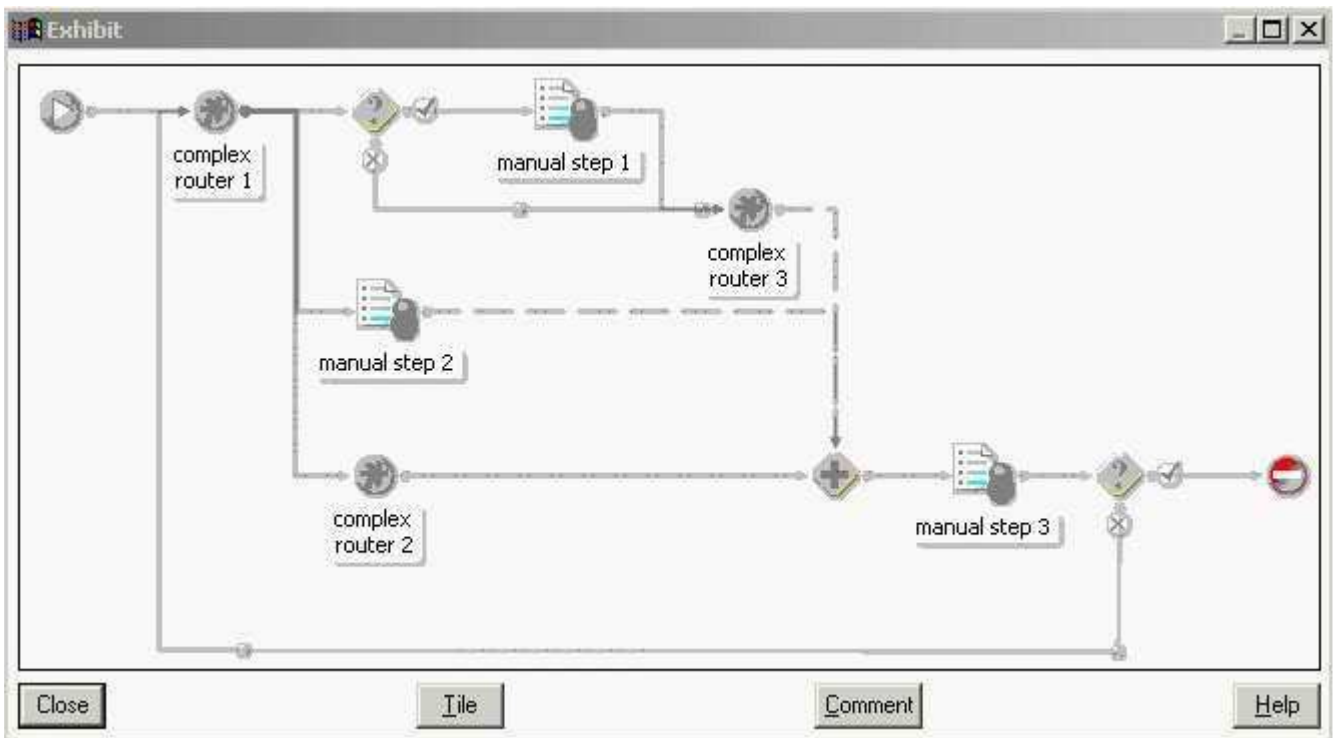 Exhibit
manual step 1
complex
router 1
complex
router 3
manual step 2
complex
router 2
manual step 3
Close
Tile
Comment
Help